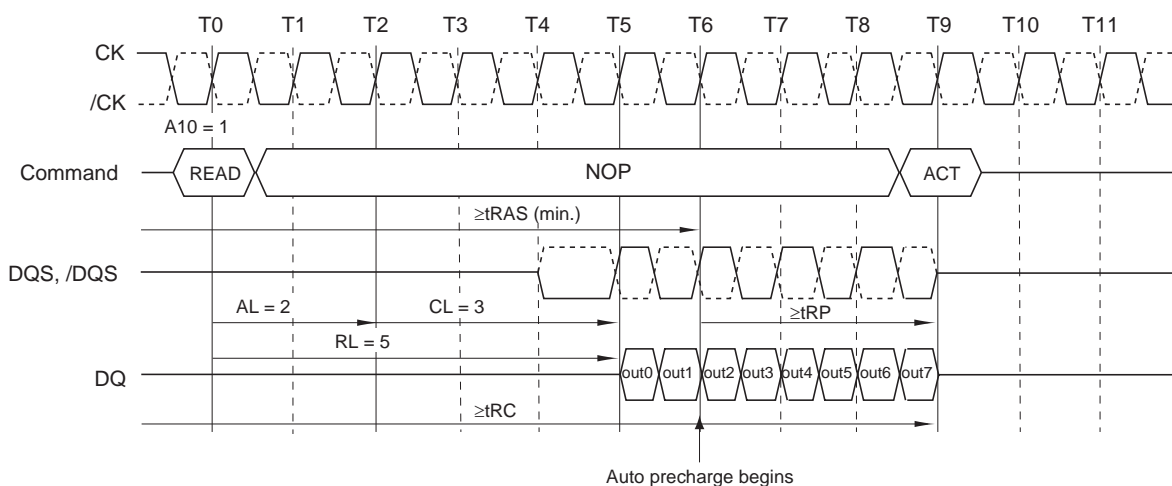 T0 T1 T2 T3 T4 T5 T6 T7 T8 T9 T10 T11
CK
/CK
A10 = 1
Command READ NOP ACT
≥tRAS (min.)
DQS, /DQS
AL = 2 CL = 3 ≥tRP
RL = 5
DQ out0 out1 out2 out3 out4 out5 out6 out7
≥tRC
Auto precharge begins